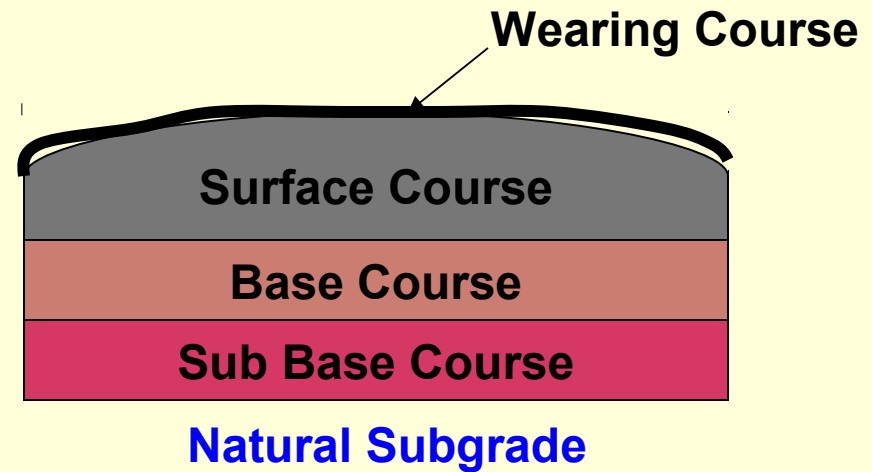 Wearing Course
Surface Course
Base Course
Sub Base Course
Natural Subgrade